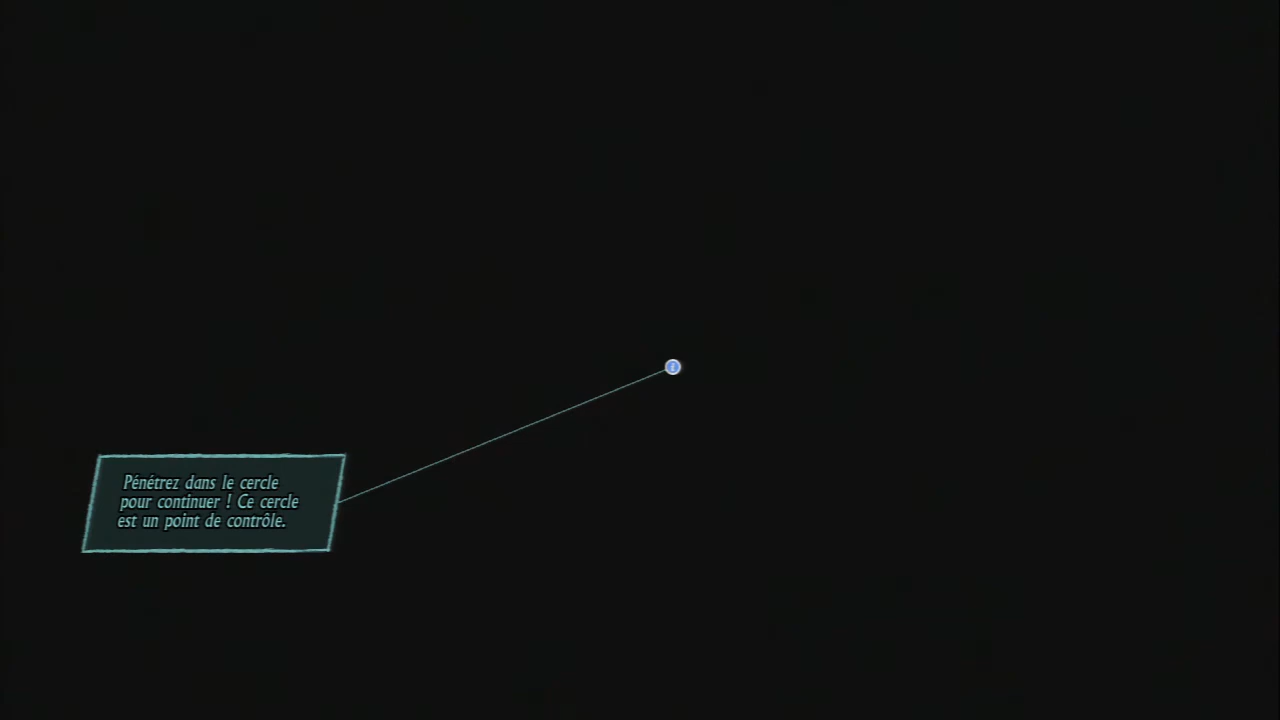 Pénétrez dans le cercle
pour continuer ! Ce cercle
est un point de contrôle.